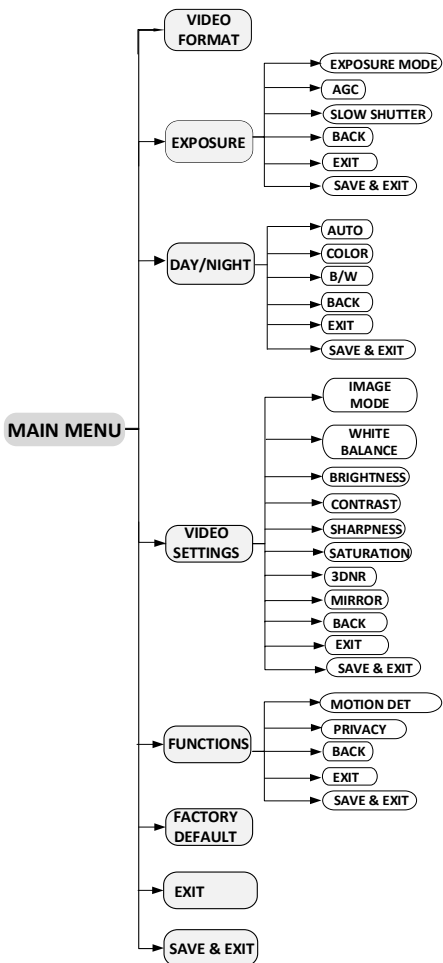 MAIN MENU
VIDEO
FORMAT
EXPOSURE
EXPOSURE MODE
AGC
SLOW SHUTTER
BACK
EXIT
SAVE & EXIT
DAY/NIGHT
AUTO
COLOR
B/W
BACK
EXIT
SAVE & EXIT
VIDEO
SETTINGS
IMAGE
MODE
WHITE
BALANCE
BRIGHTNESS
CONTRAST
SHARPNESS
SATURATION
3DNR
MIRROR
BACK
EXIT
SAVE & EXIT
FUNCTIONS
MOTION DET
PRIVACY
BACK
EXIT
SAVE & EXIT
FACTORY
DEFAULT
EXIT
SAVE & EXIT